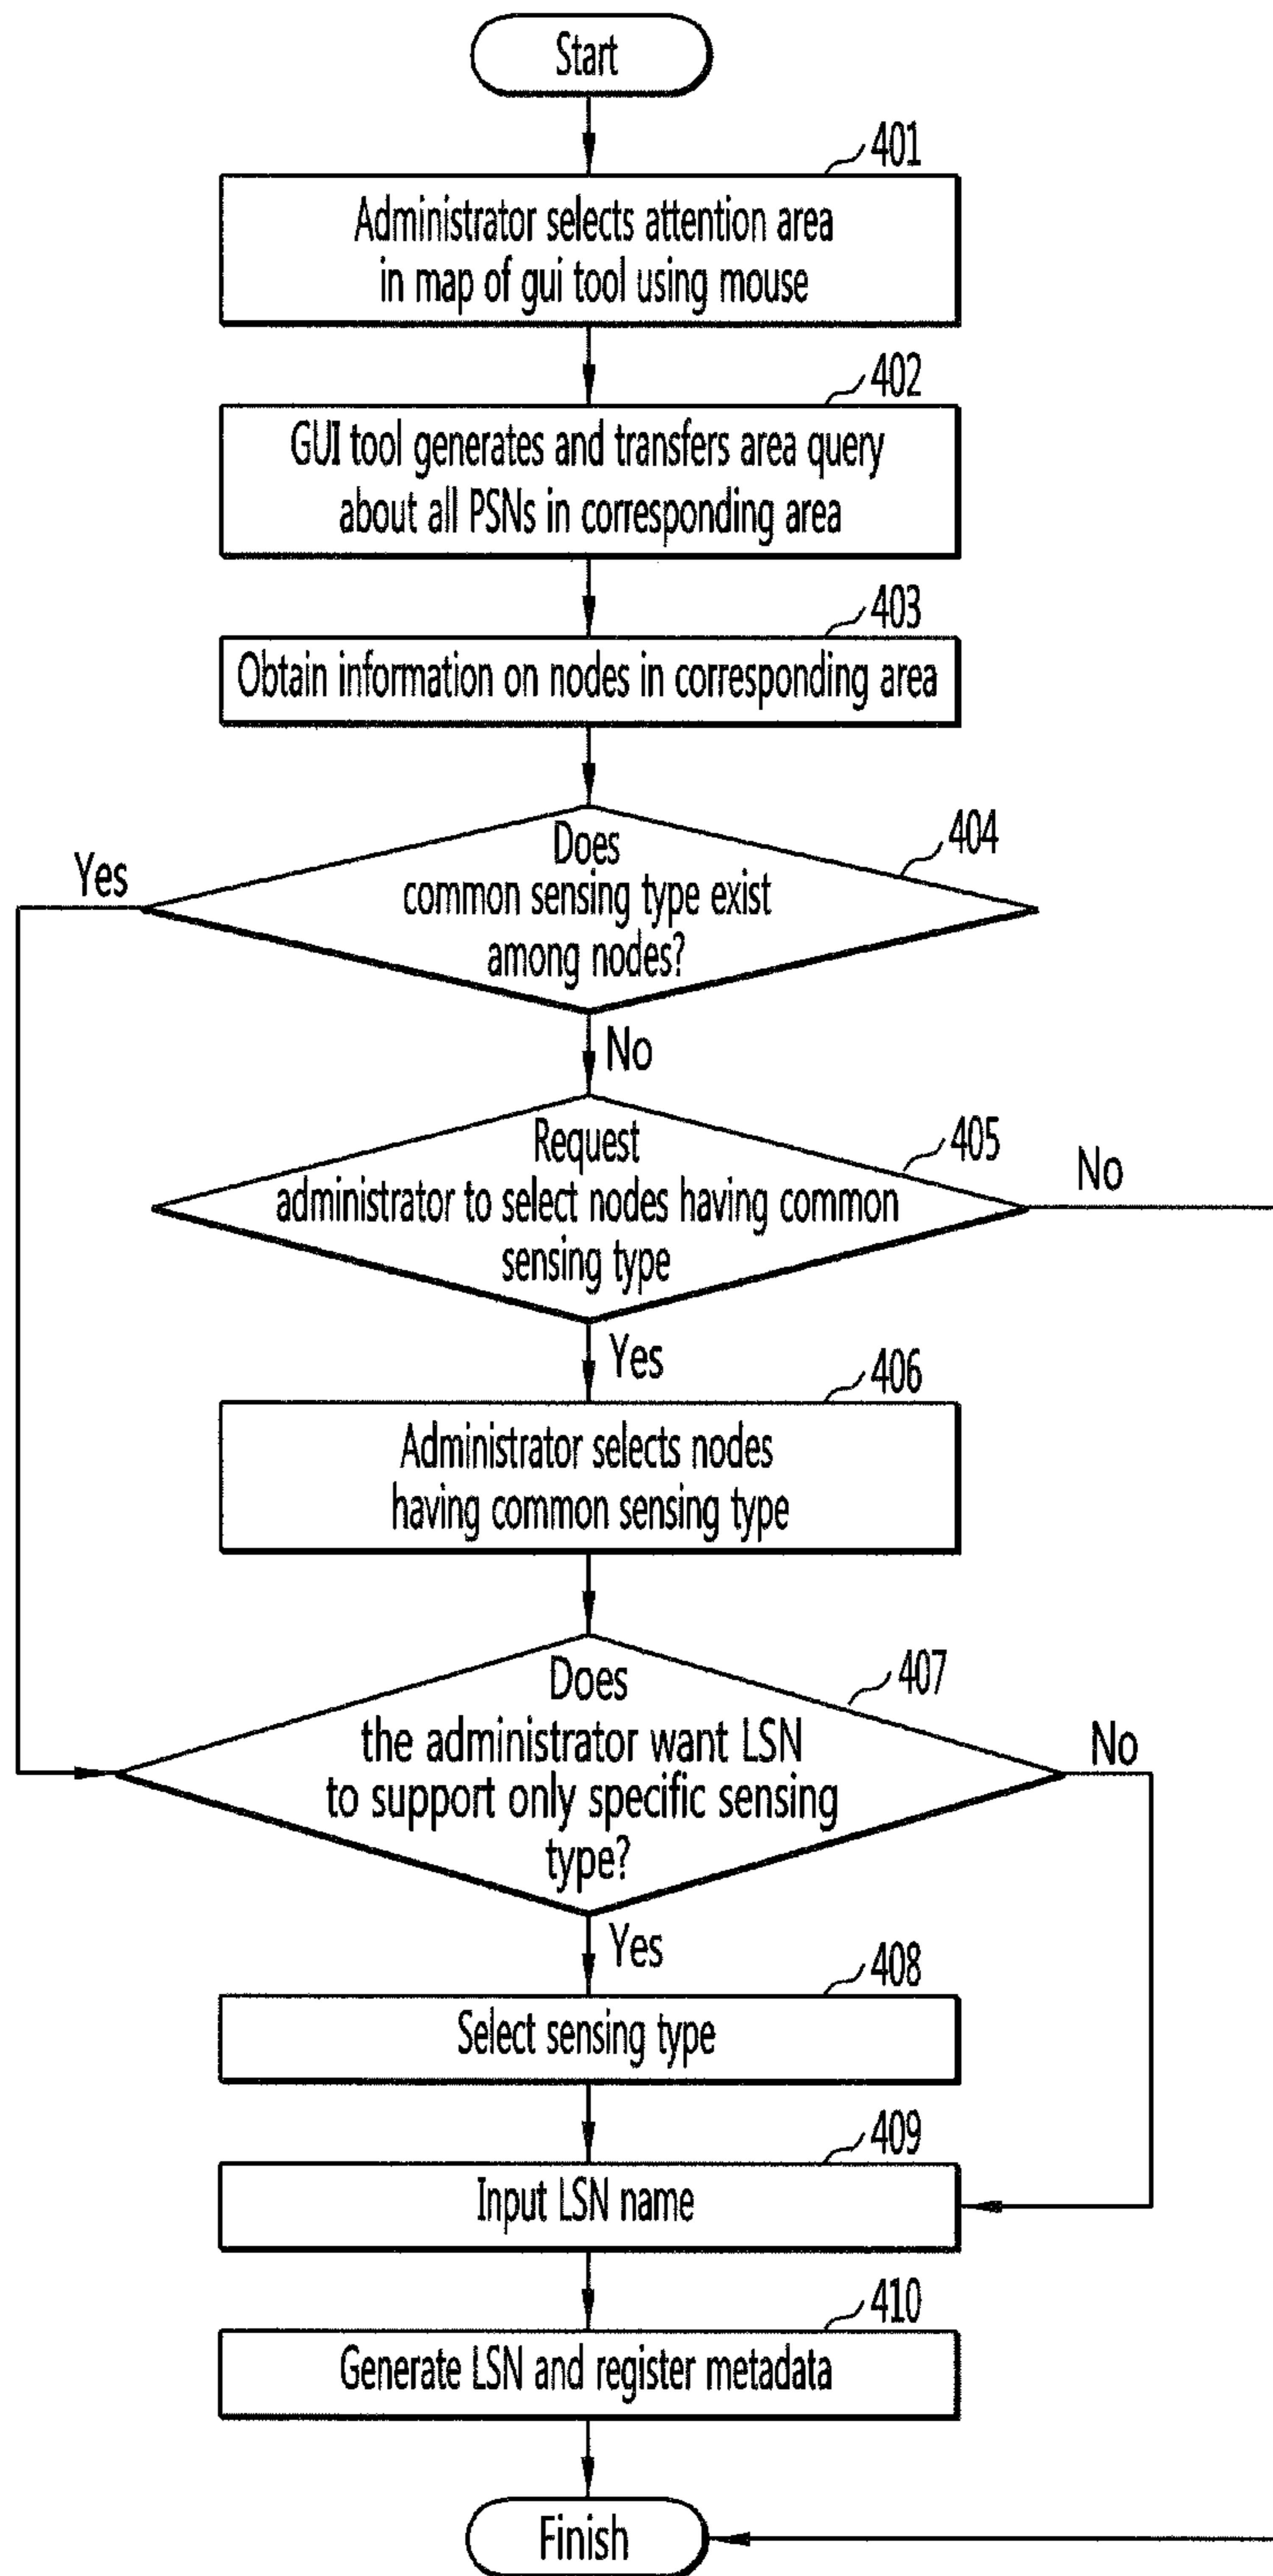 Start
401
Administrator selects attention area
in map of gui tool using mouse
402
GUI tool generates and transfers area query
about all PSNs in corresponding area
403
Obtain information on nodes in corresponding area
404
Does
common sensing type exist
among nodes?
Yes
No
405
Request
administrator to select nodes having common
sensing type
No
Yes
406
Administrator selects nodes
having common sensing type
407
Does
the administrator want LSN
to support only specific sensing
type?
No
Yes
408
Select sensing type
409
Input LSN name
410
Generate LSN and register metadata
Finish